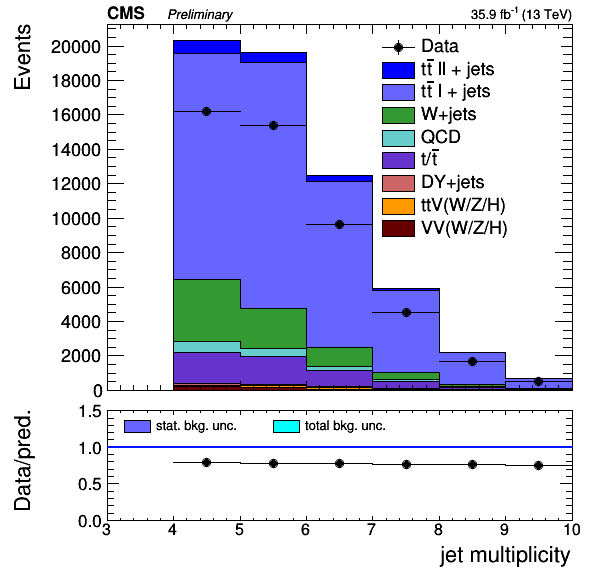 CMS Preliminary 35.9 fb⁻¹ (13 TeV)
Events
20000
18000
16000
14000
12000
10000
8000
6000
4000
2000
0
Data
tt̄ ll + jets
tt̄ l + jets
W+jets
QCD
t/t̄
DY+jets
ttV(W/Z/H)
VV(W/Z/H)
Data/pred.
1.5
1.0
0.5
0.0
stat. bkg. unc. total bkg. unc.
3 4 5 6 7 8 9 10
jet multiplicity